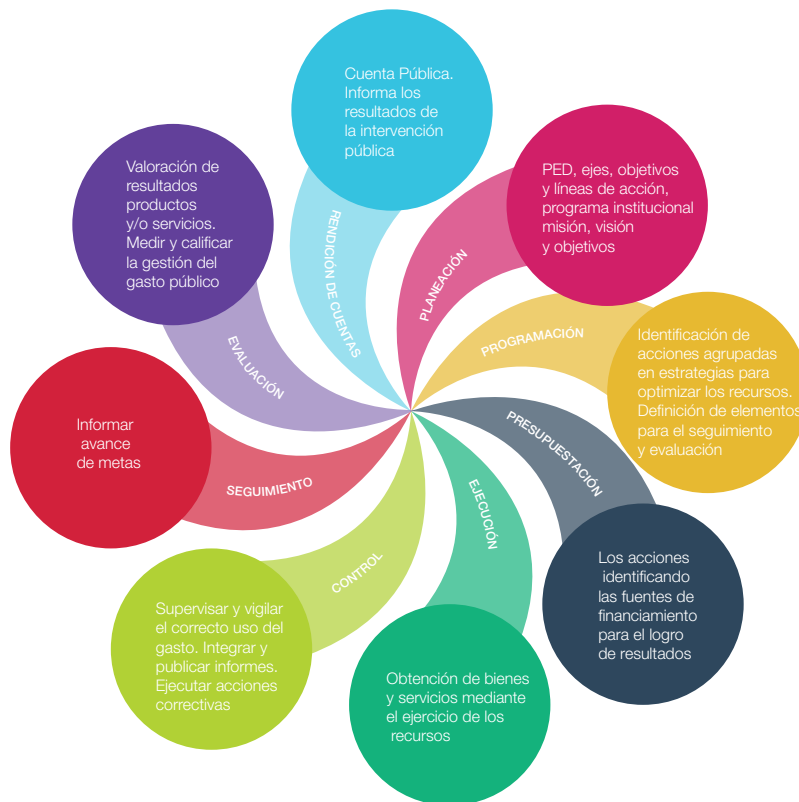 Cuenta Pública.
Informa los
resultados de
la intervención
pública
RENDICIÓN DE CUENTAS
PED, ejes, objetivos
y líneas de acción,
programa institucional
misión, visión
y objetivos
PLANEACIÓN
Identificación de
acciones agrupadas
en estrategias para
optimizar los recursos.
Definición de elementos
para el seguimiento
y evaluación
PROGRAMACIÓN
Los acciones
identificando
las fuentes de
financiamiento
para el logro
de resultados
PRESUPUESTACIÓN
Obtención de bienes
y servicios mediante
el ejercicio de los
recursos
EJECUCIÓN
Supervisar y vigilar
el correcto uso del
gasto. Integrar y
publicar informes.
Ejecutar acciones
correctivas
CONTROL
Informar
avance
de metas
SEGUIMIENTO
Valoración de
resultados
productos
y/o servicios.
Medir y calificar
la gestión del
gasto público
EVALUACIÓN